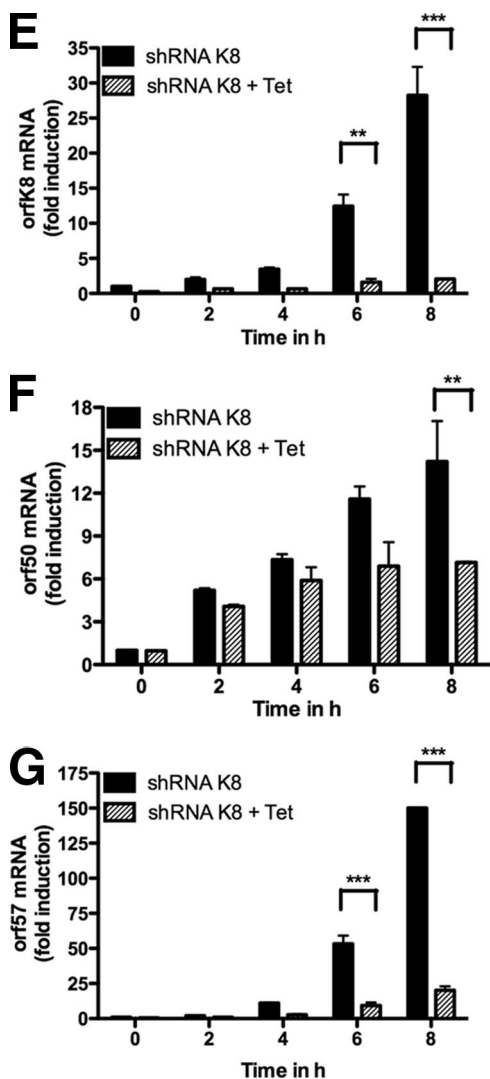 E
***
35
shRNA K8
30
shRNA K8 + Tet
25
**
20
15
10
5
0
orfK8 mRNA
(fold induction)
0 2 4 6 8
Time in h
F
**
18
shRNA K8
15
shRNA K8 + Tet
12
9
6
3
0
orf50 mRNA
(fold induction)
0 2 4 6 8
Time in h
G
***
175
shRNA K8
150
shRNA K8 + Tet
125
100
***
75
50
25
0
orf57 mRNA
(fold induction)
0 2 4 6 8
Time in h